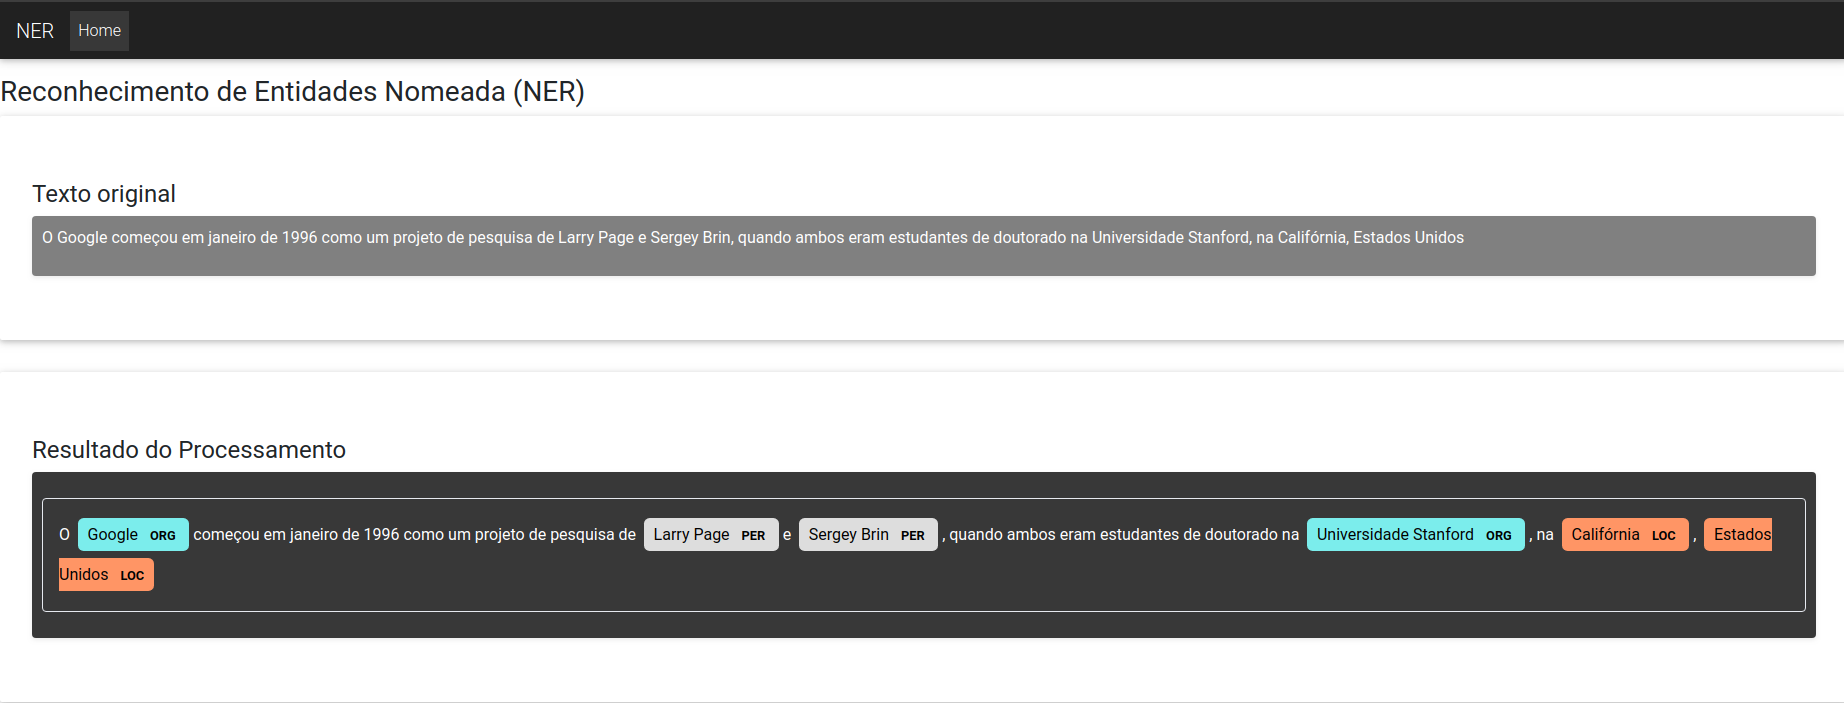 NER Home
Reconhecimento de Entidades Nomeada (NER)
Texto original
O Google começou em janeiro de 1996 como um projeto de pesquisa de Larry Page e Sergey Brin, quando ambos eram estudantes de doutorado na Universidade Stanford, na Califórnia, Estados Unidos
Resultado do Processamento
O Google ORG começou em janeiro de 1996 como um projeto de pesquisa de Larry Page PER e Sergey Brin PER , quando ambos eram estudantes de doutorado na Universidade Stanford ORG , na Califórnia LOC , Estados
Unidos LOC